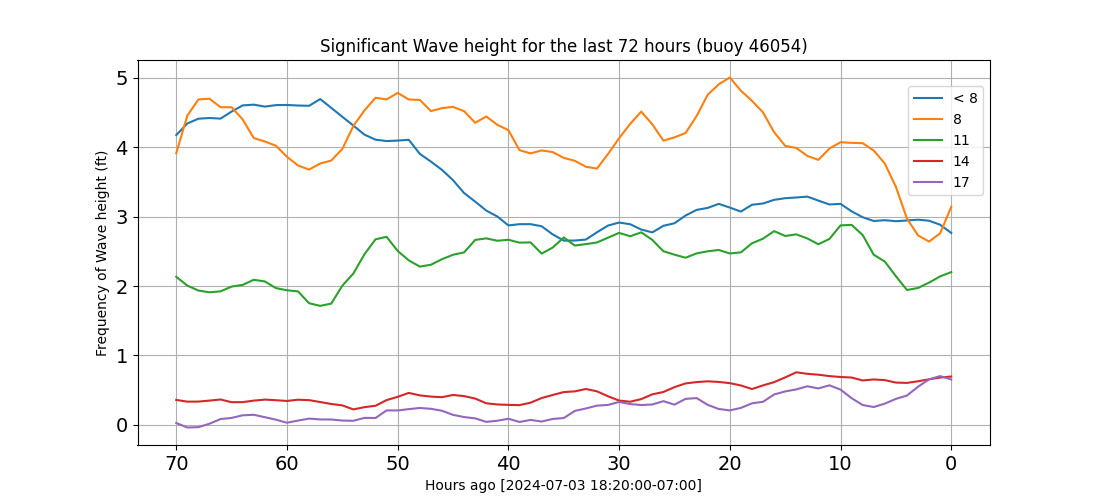 Significant Wave height for the last 72 hours (buoy 46054)
Frequency of Wave height (ft)
5
4
3
2
1
0
< 8
8
11
14
17
70 60 50 40 30 20 10 0
Hours ago [2024-07-03 18:20:00-07:00]